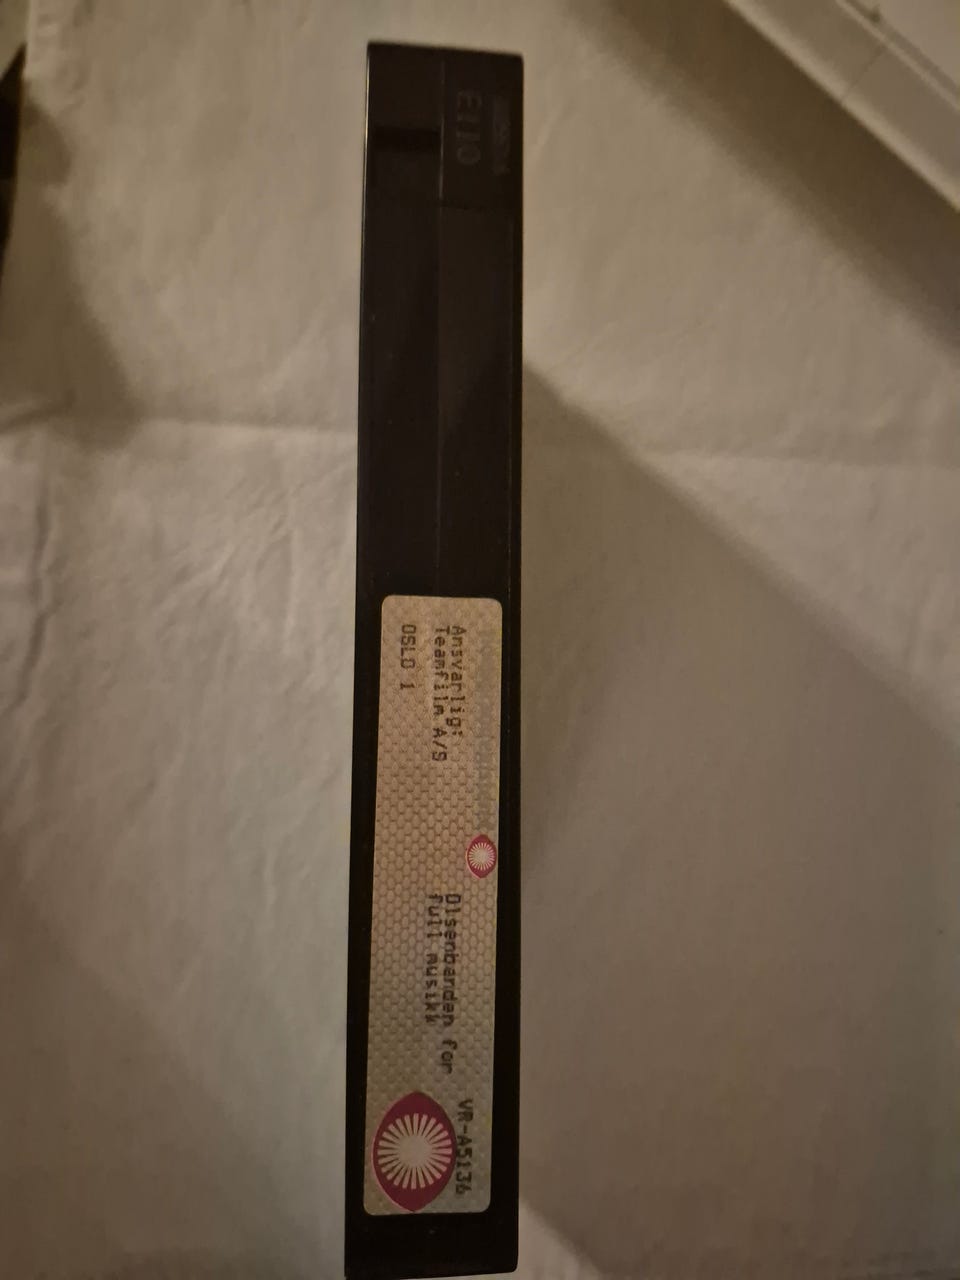 E110
Ansvarlig:
Teamfilm A/S
OSLO 1
Olsenbanden for
full musikk
VR-A5136